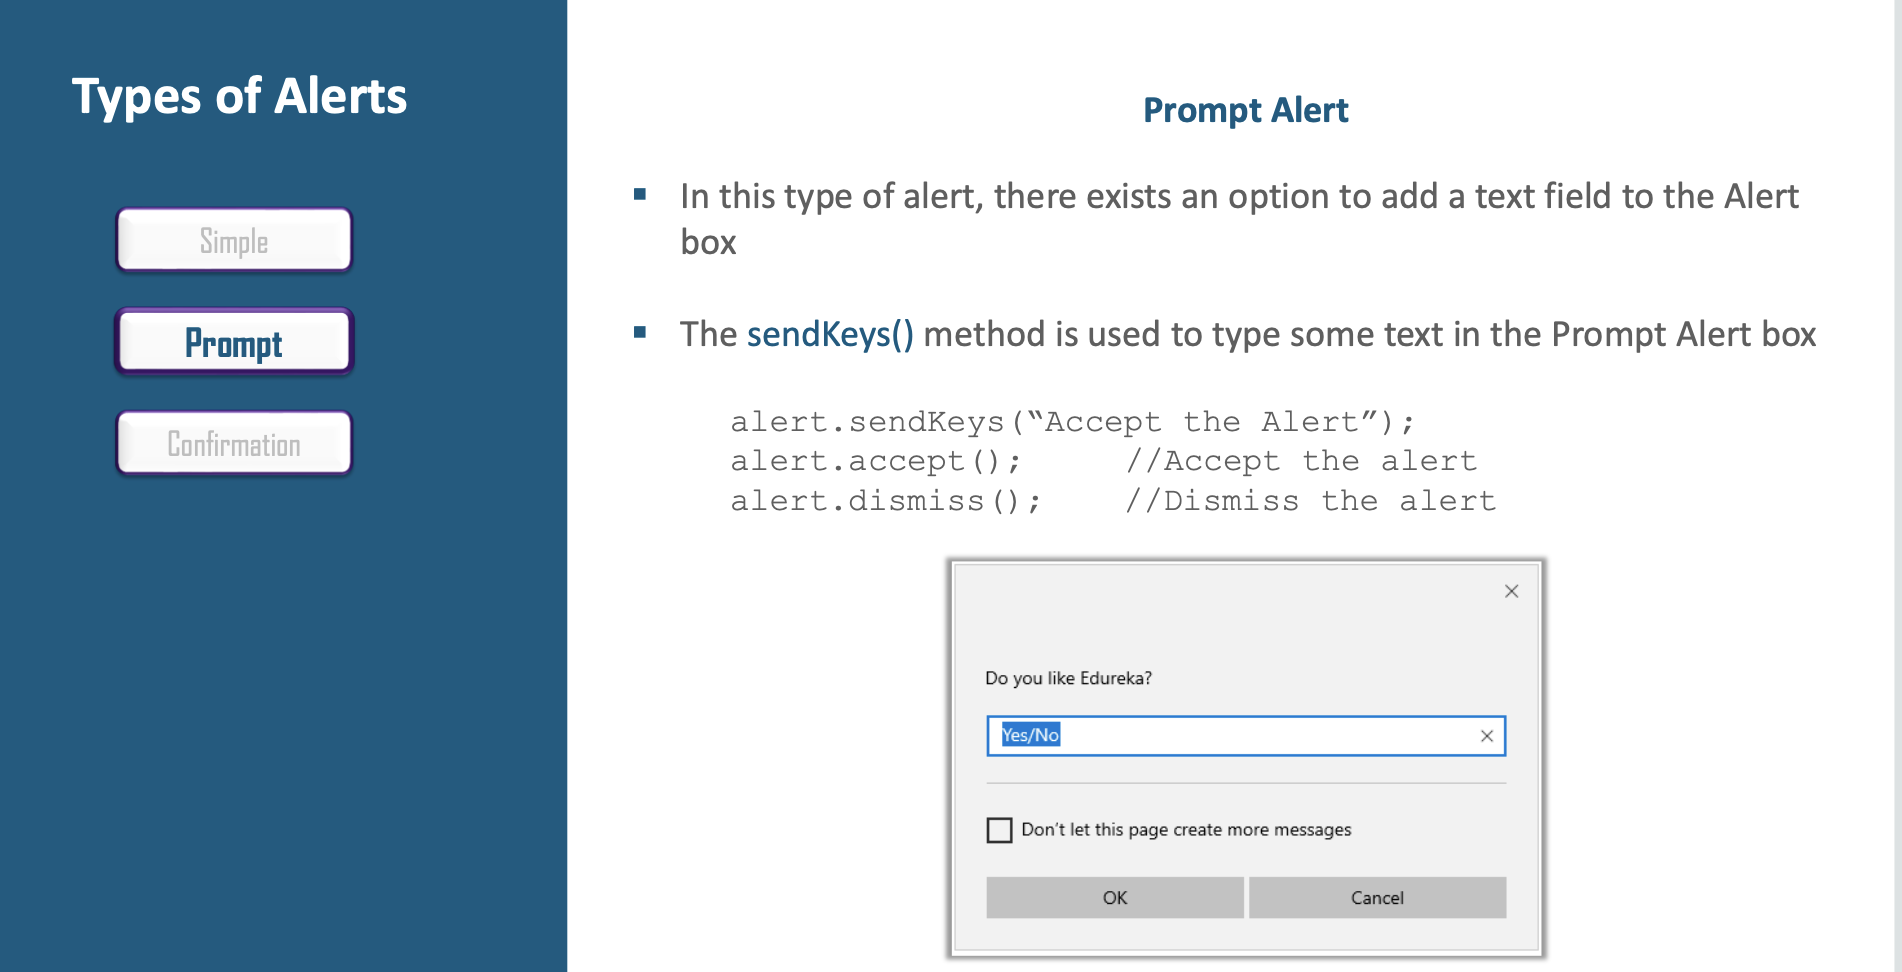 Types of Alerts
Simple
Prompt
Confirmation
Prompt Alert
▪ In this type of alert, there exists an option to add a text field to the Alert
box
▪ The sendKeys() method is used to type some text in the Prompt Alert box
alert.sendKeys(“Accept the Alert”);
alert.accept(); //Accept the alert
alert.dismiss(); //Dismiss the alert
Do you like Edureka?
Yes/No
Don't let this page create more messages
OK Cancel